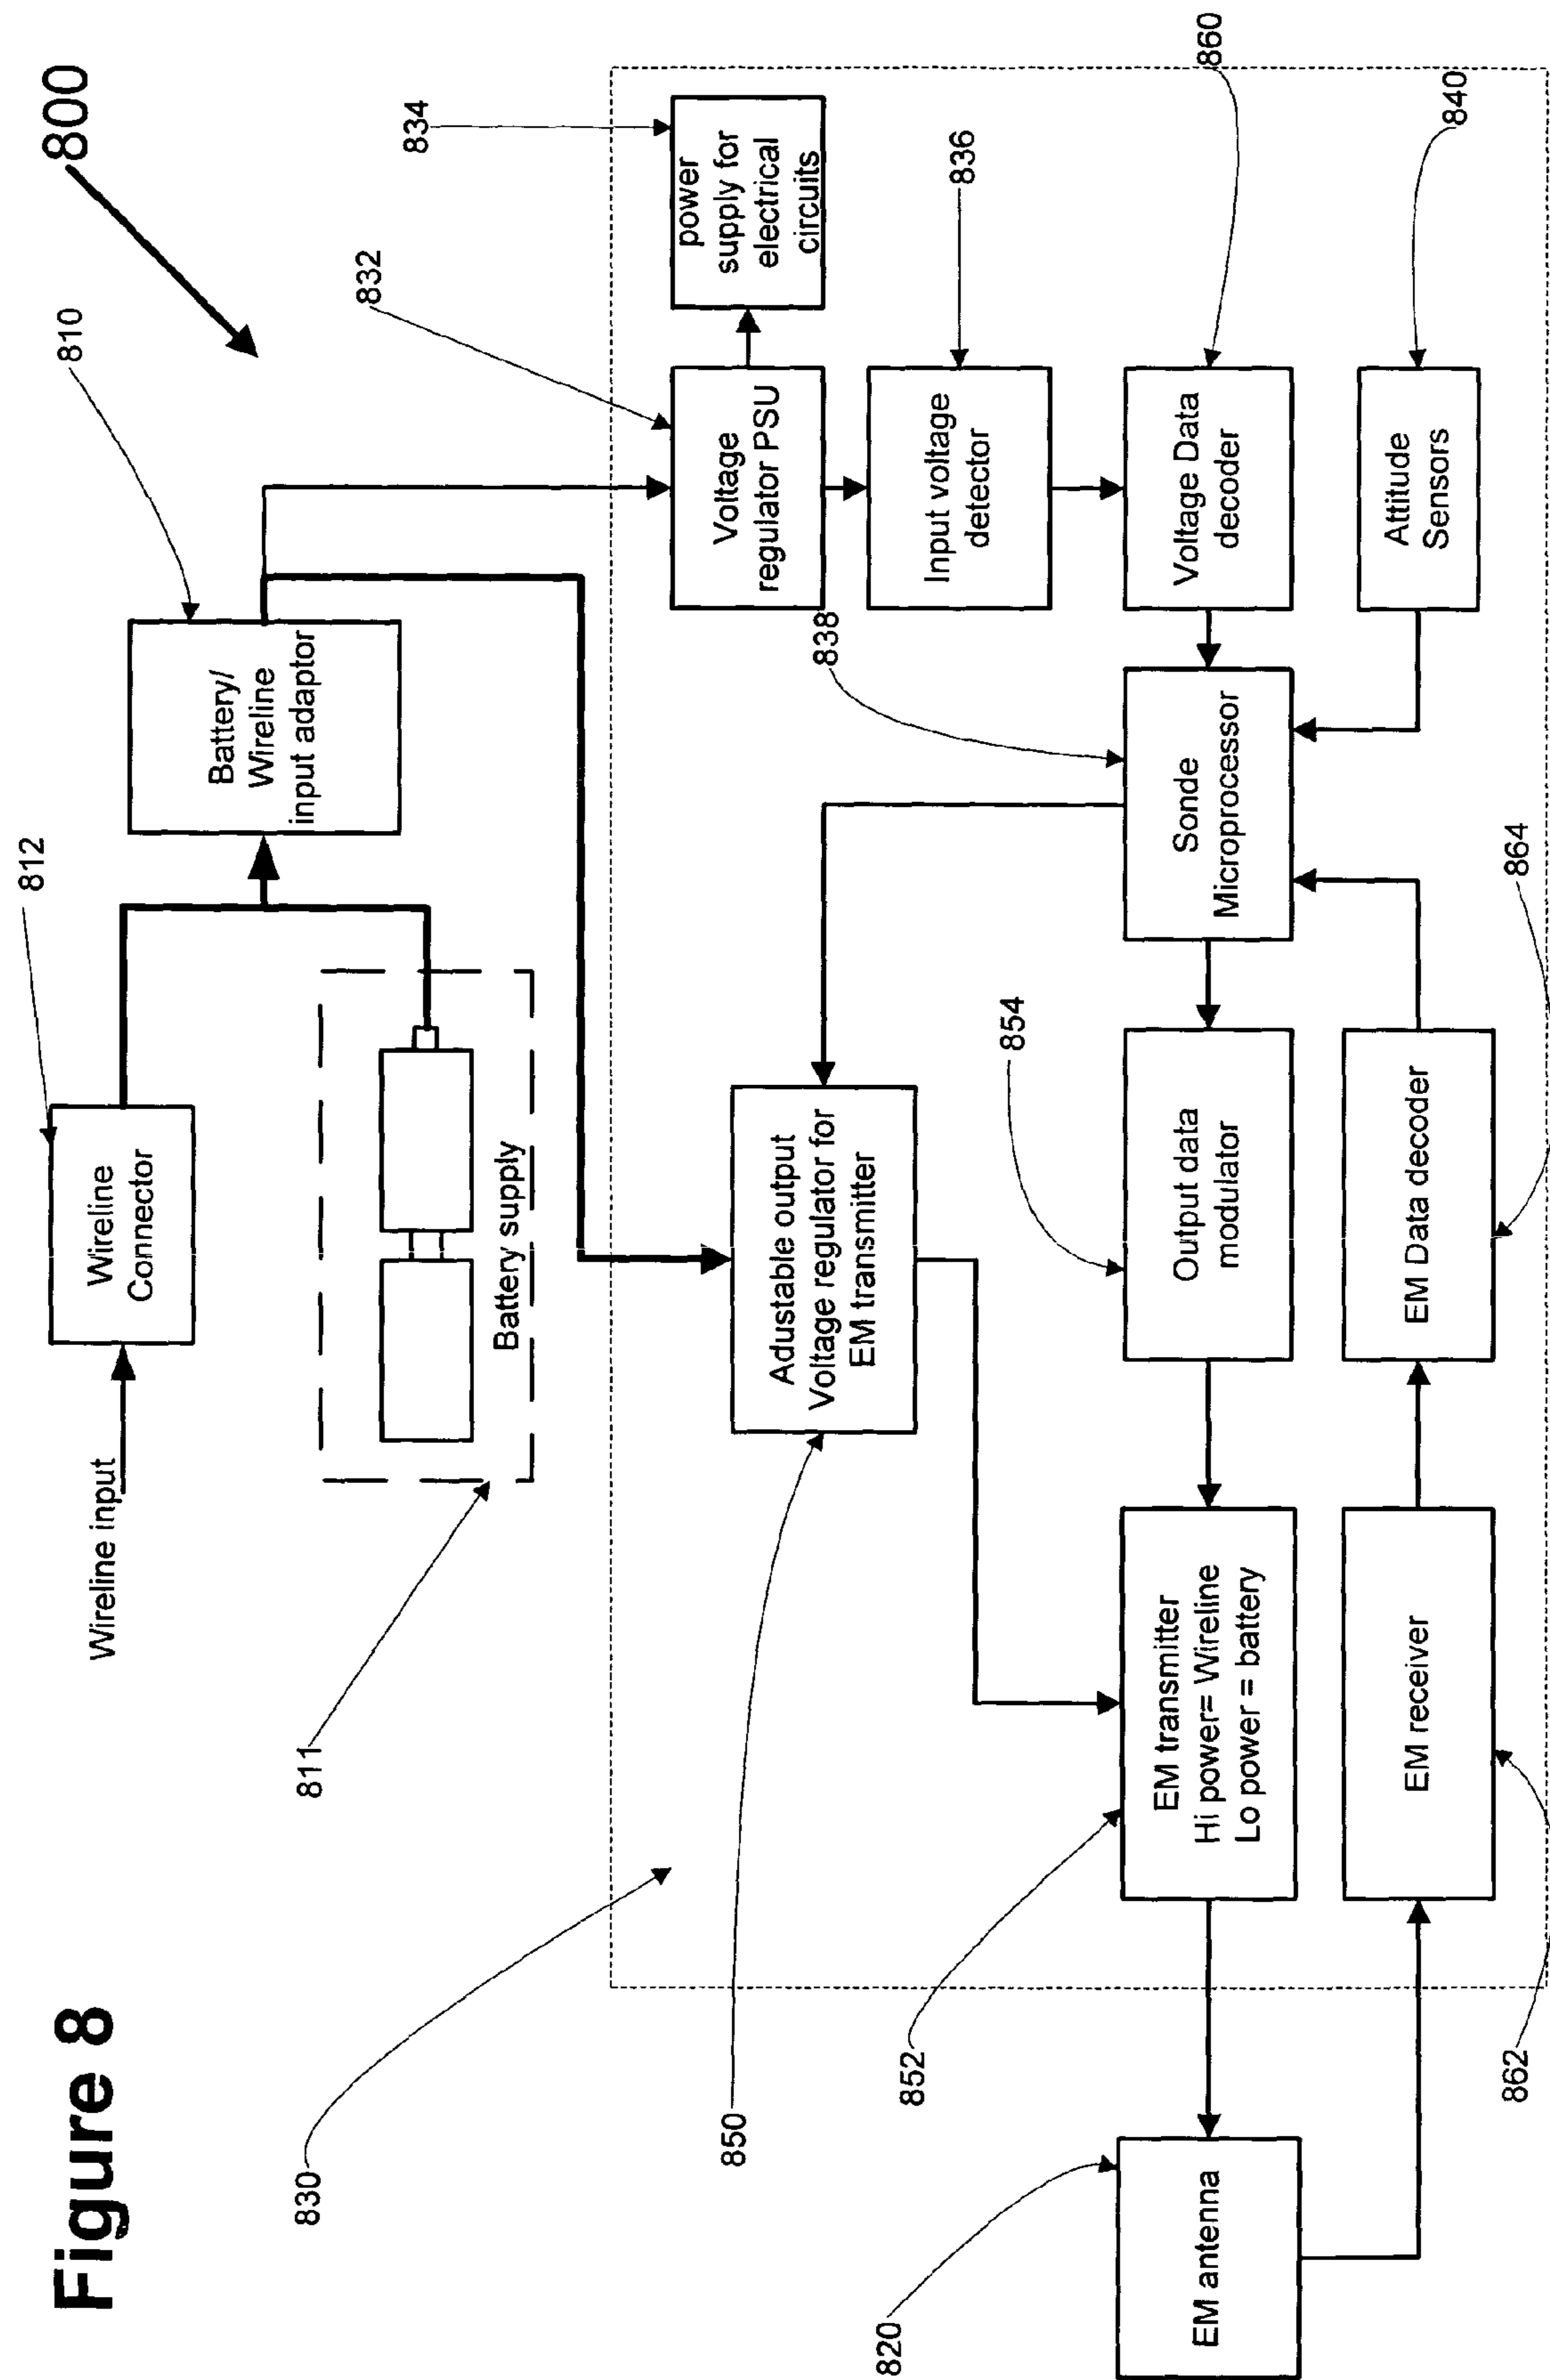 Figure 8
800
Wireline input
Wireline
Connector
812
Battery/
Wireline
input adaptor
810
811
Battery supply
830
832
834
Voltage
regulator PSU
power
supply for
electrical
circuits
Input voltage
detector
836
Adustable output
Voltage regulator for
EM transmitter
850
838
Voltage Data
decoder
860
Sonde
Microprocessor
Output data
modulator
854
EM transmitter
Hi power= Wireline
Lo power = battery
852
EM antenna
820
Attitude
Sensors
840
EM Data decoder
864
EM receiver
862